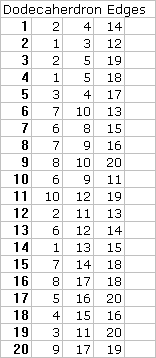 Dodecaherdron Edges
1 2 4 14
2 1 3 12
3 2 5 19
4 1 5 18
5 3 4 17
6 7 10 13
7 6 8 15
8 7 9 16
9 8 10 20
10 6 9 11
11 10 12 19
12 2 11 13
13 6 12 14
14 1 13 15
15 7 14 18
16 8 17 18
17 5 16 20
18 4 15 16
19 3 11 20
20 9 17 19